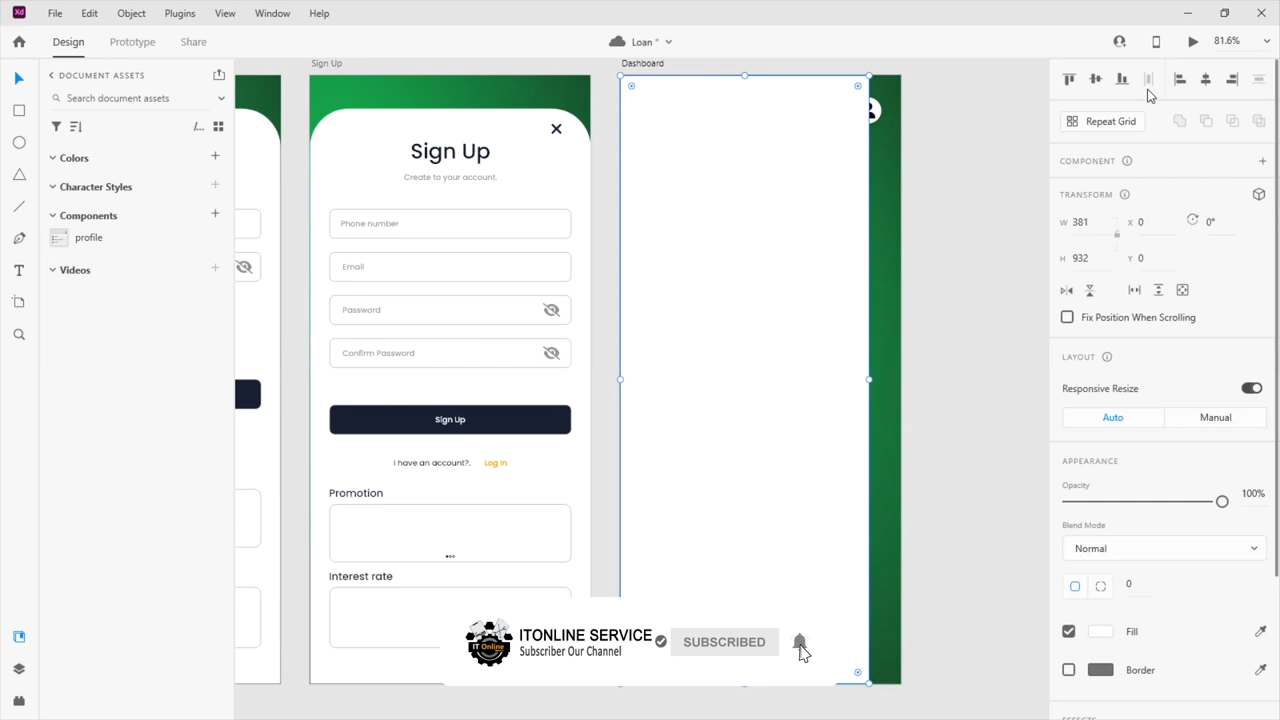 Xd File Edit Object Plugins View Window Help
Design Prototype Share
Loan *
81.6%
DOCUMENT ASSETS
Search document assets
Colors
Character Styles
Components
profile
Videos
Sign Up
Sign Up
Create to your account.
Phone number
Email
Password
Confirm Password
Sign Up
I have an account?. Log In
Promotion
Interest rate
Dashboard
IT Online
ITONLINE SERVICE
Subscriber Our Channel
SUBSCRIBED
Repeat Grid
COMPONENT
TRANSFORM
W 381 X 0 0°
H 932 Y 0
Fix Position When Scrolling
LAYOUT
Responsive Resize
Auto Manual
APPEARANCE
Opacity
100%
Blend Mode
Normal
0
Fill
Border